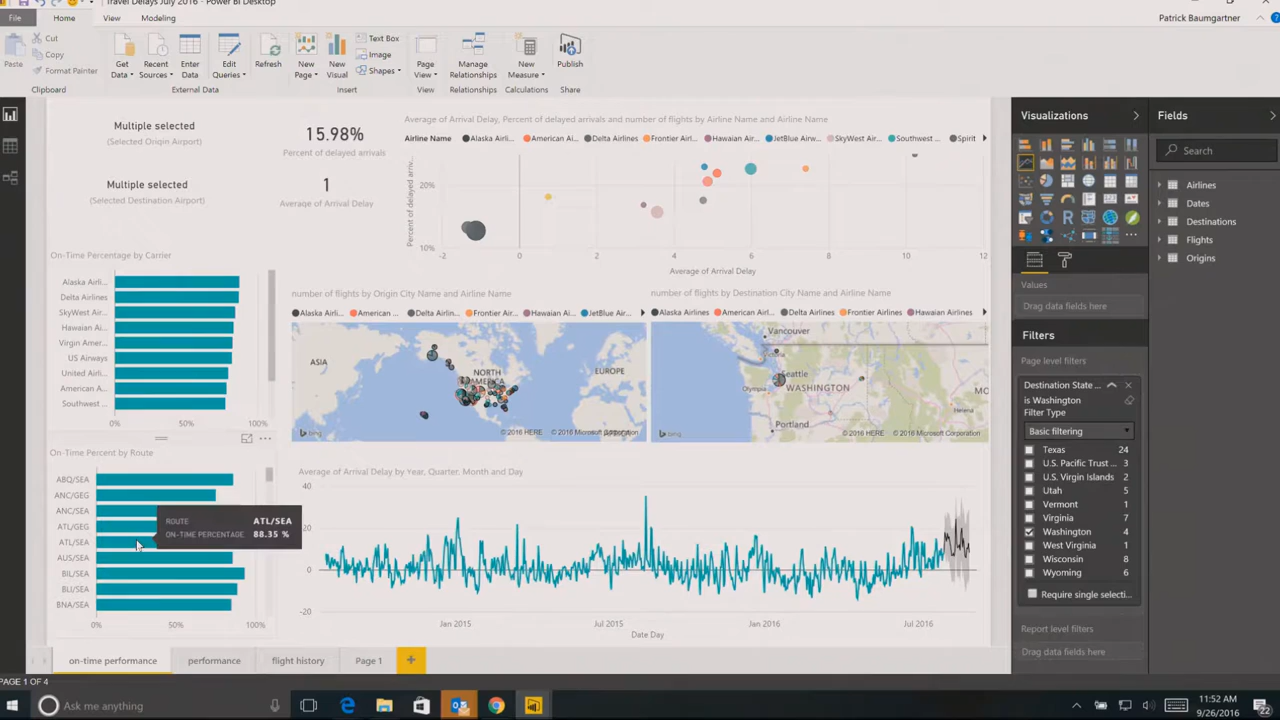 Travel Delays July 2016 - Power BI Desktop
File
Home
View
Modeling
Patrick Baumgartner
Paste
Cut
Copy
Format Painter
Clipboard
Get Data
Recent Sources
Enter Data
Edit Queries
Refresh
External Data
New Page
New Visual
Text Box
Image
Shapes
Insert
Page View
View
Manage Relationships
Relationships
New Measure
Calculations
Publish
Share
Multiple selected
(Selected Origin Airport)
15.98%
Percent of delayed arrivals
Multiple selected
(Selected Destination Airport)
1
Average of Arrival Delay
Average of Arrival Delay, Percent of delayed arrivals and number of flights by Airline Name and Airline Name
Airline Name Alaska Airli... American Ai... Delta Airlines Frontier Airl... Hawaiian Air... JetBlue Airw... SkyWest Air... Southwest ... Spirit
Percent of delayed arriv...
20%
10%
-2 0 2 4 6 8 10 12
Average of Arrival Delay
On-Time Percentage by Carrier
Alaska Airli...
Delta Airlines
SkyWest Air...
Hawaiian Ai...
Virgin Amer...
US Airways
United Airli...
American A...
Southwest ...
0% 50% 100%
number of flights by Origin City Name and Airline Name
Alaska Airli... American ... Delta Airlin... Frontier Air... Hawaiian Ai... JetBlue Air...
ASIA
NORTH AMERICA
EUROPE
bing
© 2016 HERE © 2016 Microsoft Corporation
number of flights by Destination City Name and Airline Name
Alaska Airlines American Airl... Delta Airlines Frontier Airlines Hawaiian Airlines
Vancouver
Seattle
Olympia
WASHINGTON
MO
Helena
Portland
bing
© 2016 HERE © 2016 Microsoft Corporation
On-Time Percent by Route
ABQ/SEA
ANC/GEG
ANC/SEA
ATL/GEG
ATL/SEA
AUS/SEA
BIL/SEA
BLI/SEA
BNA/SEA
0% 50% 100%
ROUTE ATL/SEA
ON-TIME PERCENTAGE 88.35 %
Average of Arrival Delay by Year, Quarter, Month and Day
40
20
0
-20
Jan 2015 Jul 2015 Jan 2016 Jul 2016
Date Day
Visualizations
Values
Drag data fields here
Filters
Page level filters
Destination State ...
is Washington
Filter Type
Basic filtering
Texas 24
U.S. Pacific Trust ... 3
U.S. Virgin Islands 2
Utah 5
Vermont 1
Virginia 7
Washington 4
West Virginia 1
Wisconsin 8
Wyoming 6
Require single selecti...
Report level filters
Drag data fields here
Fields
Search
Airlines
Dates
Destinations
Flights
Origins
on-time performance
performance
flight history
Page 1
PAGE 1 OF 4
Ask me anything
11:52 AM
9/26/2016
22